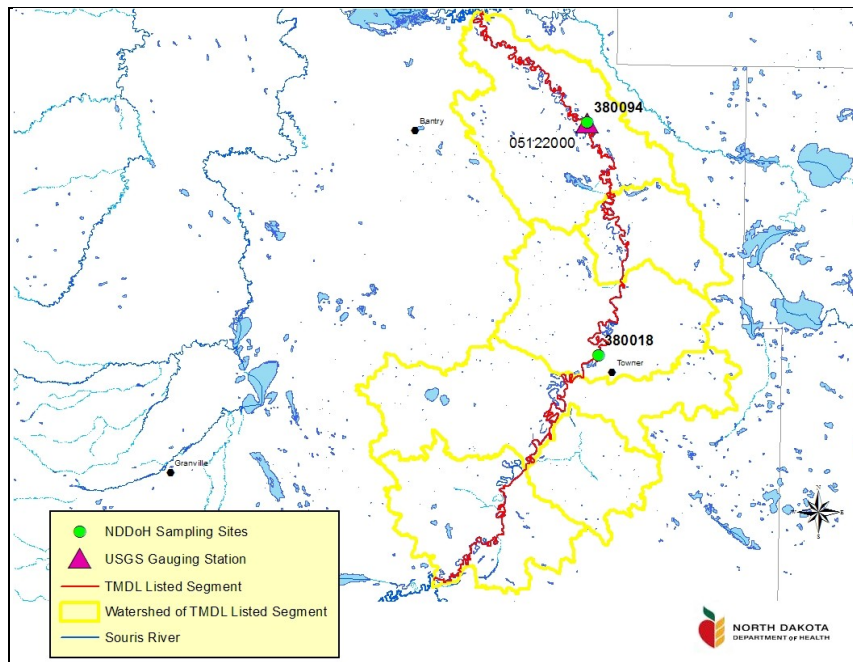 380094
Bantry
05122000
380018
Towner
Granville
NDDoH Sampling Sites
USGS Gauging Station
TMDL Listed Segment
Watershed of TMDL Listed Segment
Souris River
N
E
S
NORTH DAKOTA
DEPARTMENT of HEALTH